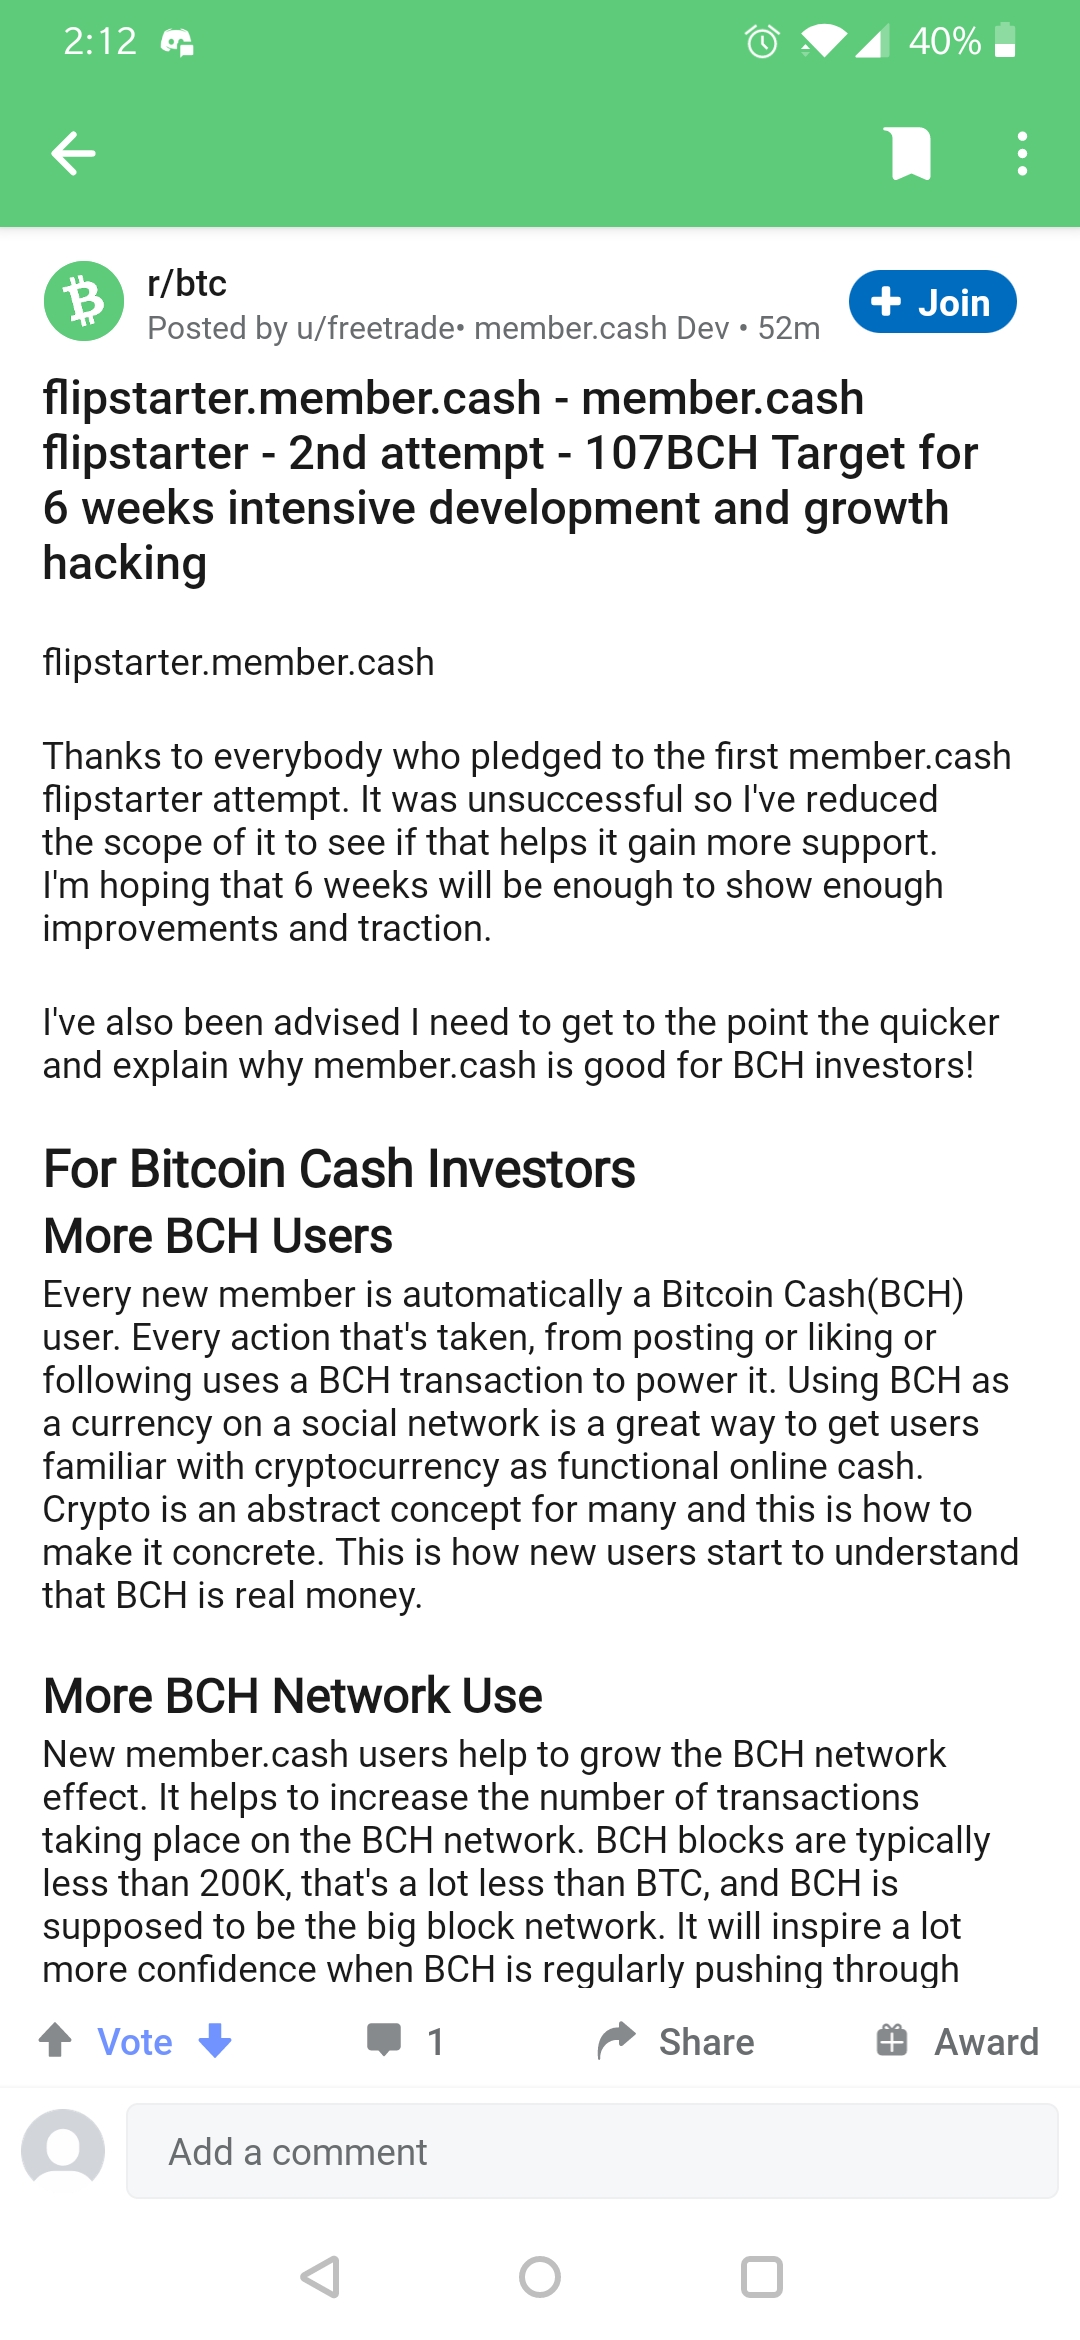 2:12
40%
r/btc
Posted by u/freetrade• member.cash Dev • 52m
Join
flipstarter.member.cash - member.cash
flipstarter - 2nd attempt - 107BCH Target for
6 weeks intensive development and growth
hacking
flipstarter.member.cash
Thanks to everybody who pledged to the first member.cash
flipstarter attempt. It was unsuccessful so I've reduced
the scope of it to see if that helps it gain more support.
I'm hoping that 6 weeks will be enough to show enough
improvements and traction.
I've also been advised I need to get to the point the quicker
and explain why member.cash is good for BCH investors!
For Bitcoin Cash Investors
More BCH Users
Every new member is automatically a Bitcoin Cash(BCH)
user. Every action that's taken, from posting or liking or
following uses a BCH transaction to power it. Using BCH as
a currency on a social network is a great way to get users
familiar with cryptocurrency as functional online cash.
Crypto is an abstract concept for many and this is how to
make it concrete. This is how new users start to understand
that BCH is real money.
More BCH Network Use
New member.cash users help to grow the BCH network
effect. It helps to increase the number of transactions
taking place on the BCH network. BCH blocks are typically
less than 200K, that's a lot less than BTC, and BCH is
supposed to be the big block network. It will inspire a lot
more confidence when BCH is regularly pushing through
Vote
1
Share
Award
Add a comment